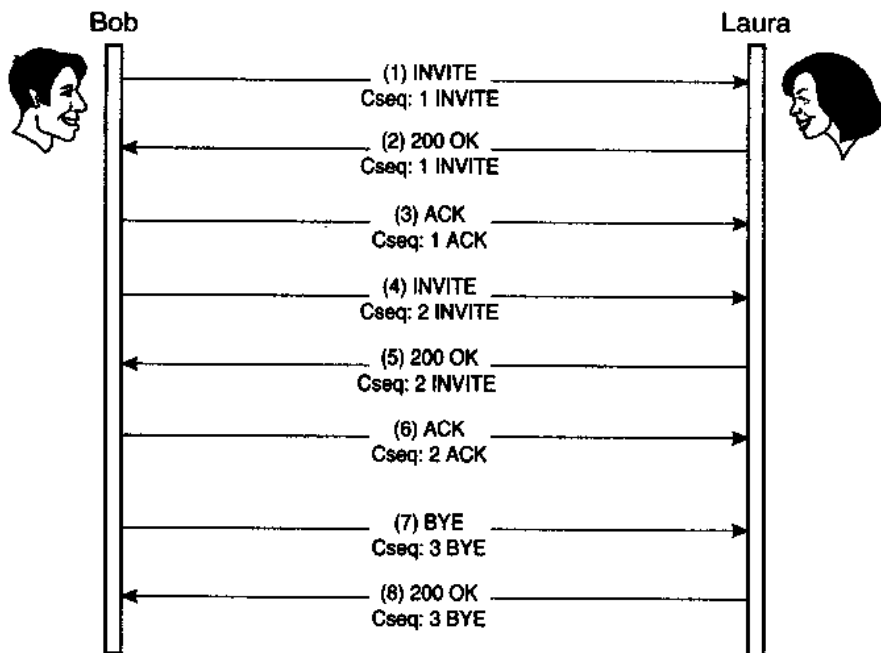 Bob
Laura
(1) INVITE
Cseq: 1 INVITE
(2) 200 OK
Cseq: 1 INVITE
(3) ACK
Cseq: 1 ACK
(4) INVITE
Cseq: 2 INVITE
(5) 200 OK
Cseq: 2 INVITE
(6) ACK
Cseq: 2 ACK
(7) BYE
Cseq: 3 BYE
(8) 200 OK
Cseq: 3 BYE